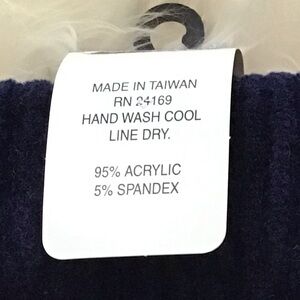 MADE IN TAIWAN
RN 24169
HAND WASH COOL
LINE DRY.
95% ACRYLIC
5% SPANDEX